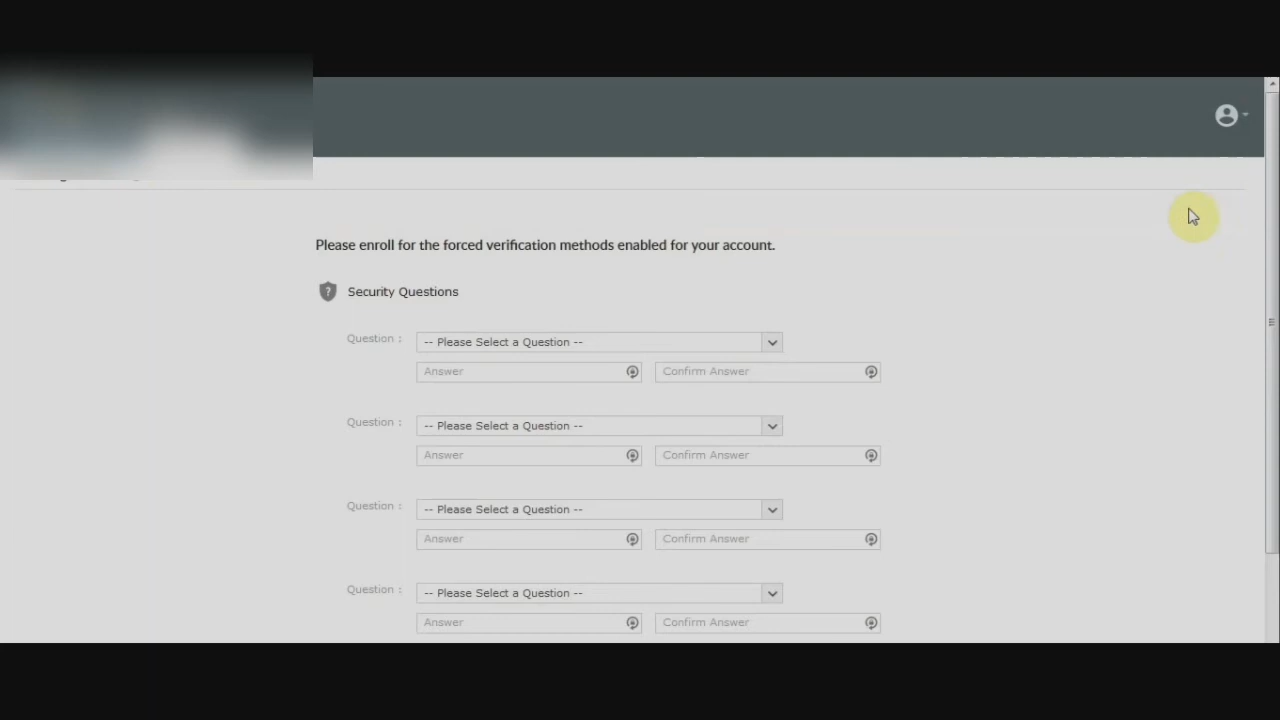 Please enroll for the forced verification methods enabled for your account.
Security Questions
Question : -- Please Select a Question --
Answer Confirm Answer
Question : -- Please Select a Question --
Answer Confirm Answer
Question : -- Please Select a Question --
Answer Confirm Answer
Question : -- Please Select a Question --
Answer Confirm Answer